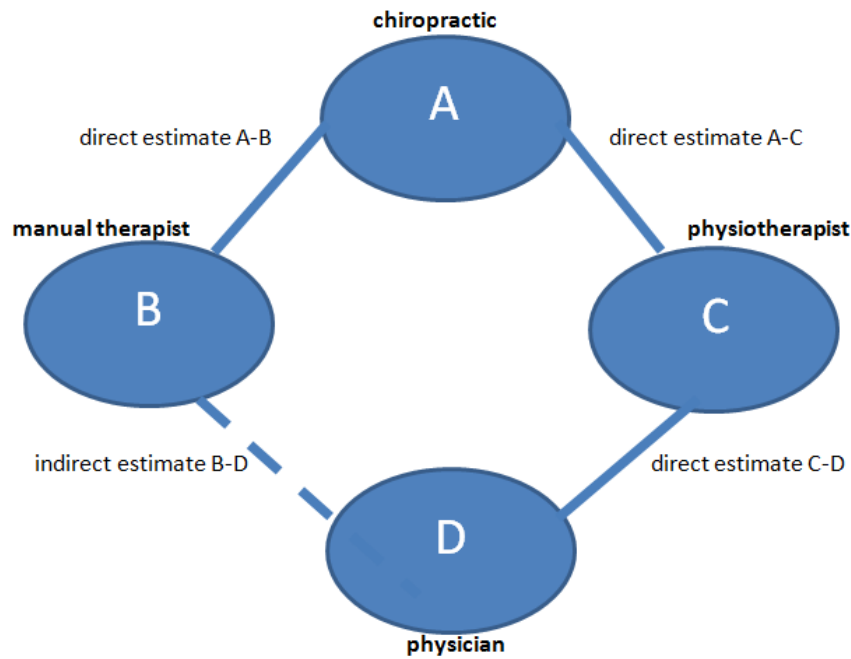 chiropractic
A
direct estimate A-B
direct estimate A-C
manual therapist
physiotherapist
B
C
indirect estimate B-D
direct estimate C-D
D
physician